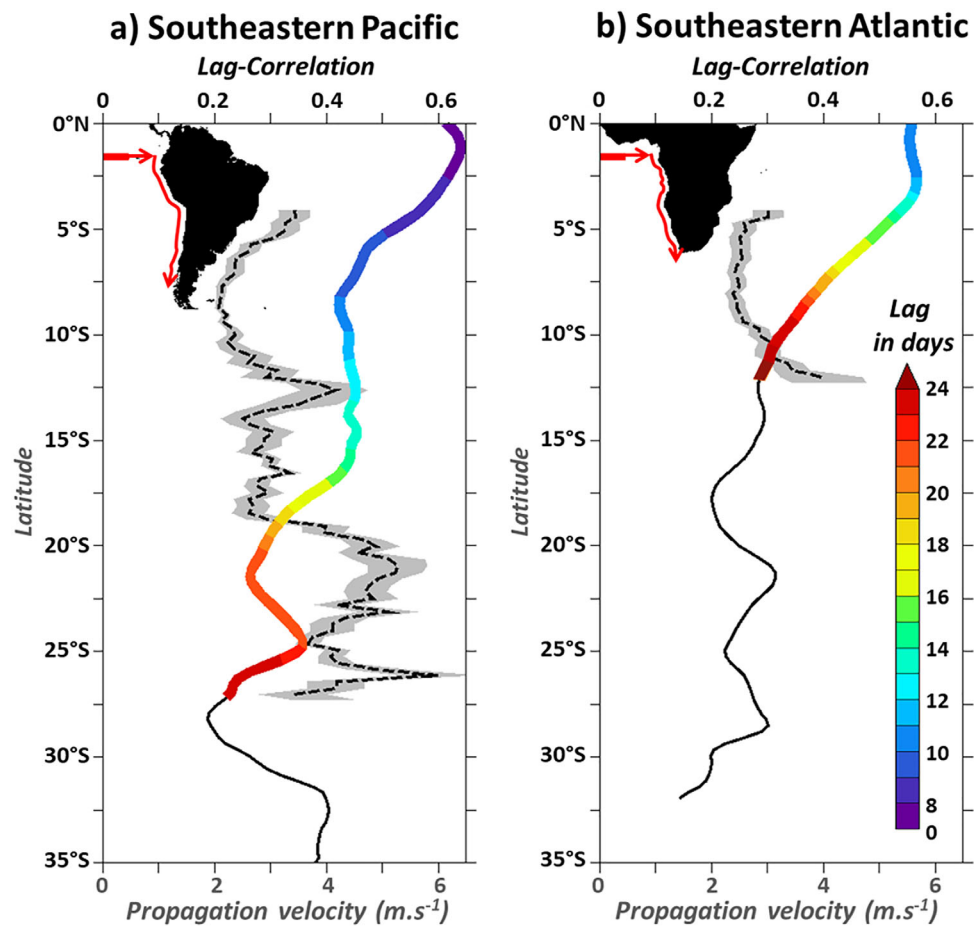 a) Southeastern Pacific
Lag-Correlation
0 0.2 0.4 0.6
0°N
5°S
10°S
15°S
20°S
25°S
30°S
35°S
Latitude
0 2 4 6
Propagation velocity (m.s⁻¹)
b) Southeastern Atlantic
Lag-Correlation
0 0.2 0.4 0.6
0°N
5°S
10°S
15°S
20°S
25°S
30°S
35°S
Latitude
Lag
in days
24
22
20
18
16
14
12
10
8
0
0 2 4 6
Propagation velocity (m.s⁻¹)